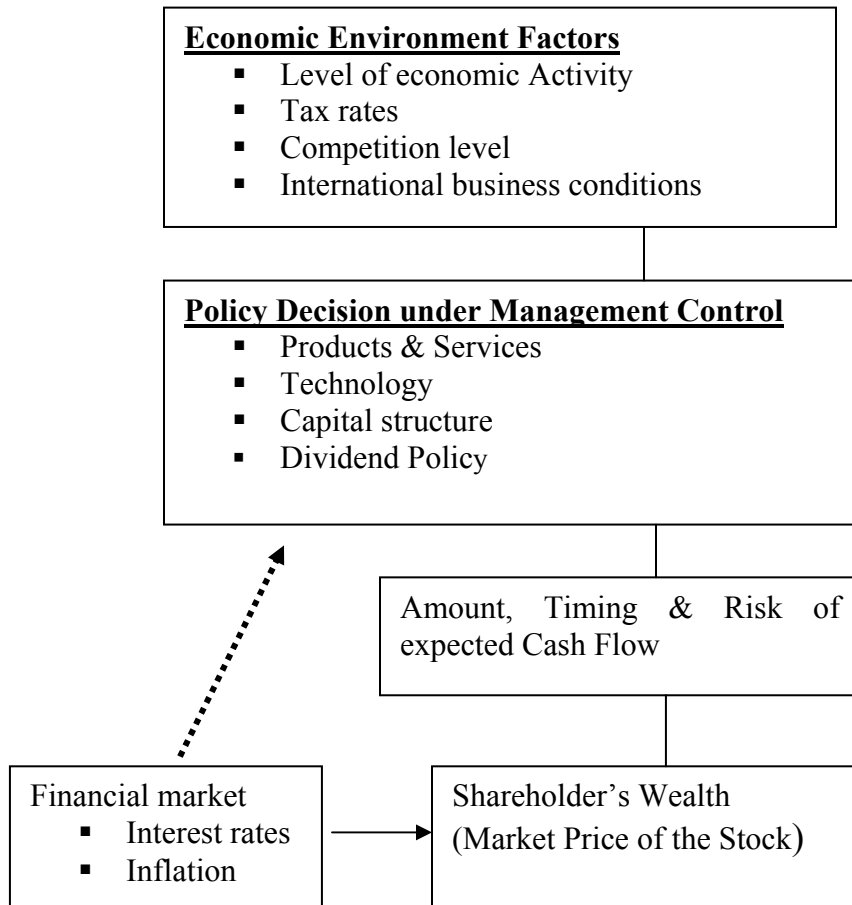 Economic Environment Factors
▪ Level of economic Activity
▪ Tax rates
▪ Competition level
▪ International business conditions
Policy Decision under Management Control
▪ Products & Services
▪ Technology
▪ Capital structure
▪ Dividend Policy
Amount, Timing & Risk of
expected Cash Flow
Financial market
▪ Interest rates
▪ Inflation
Shareholder’s Wealth
(Market Price of the Stock)